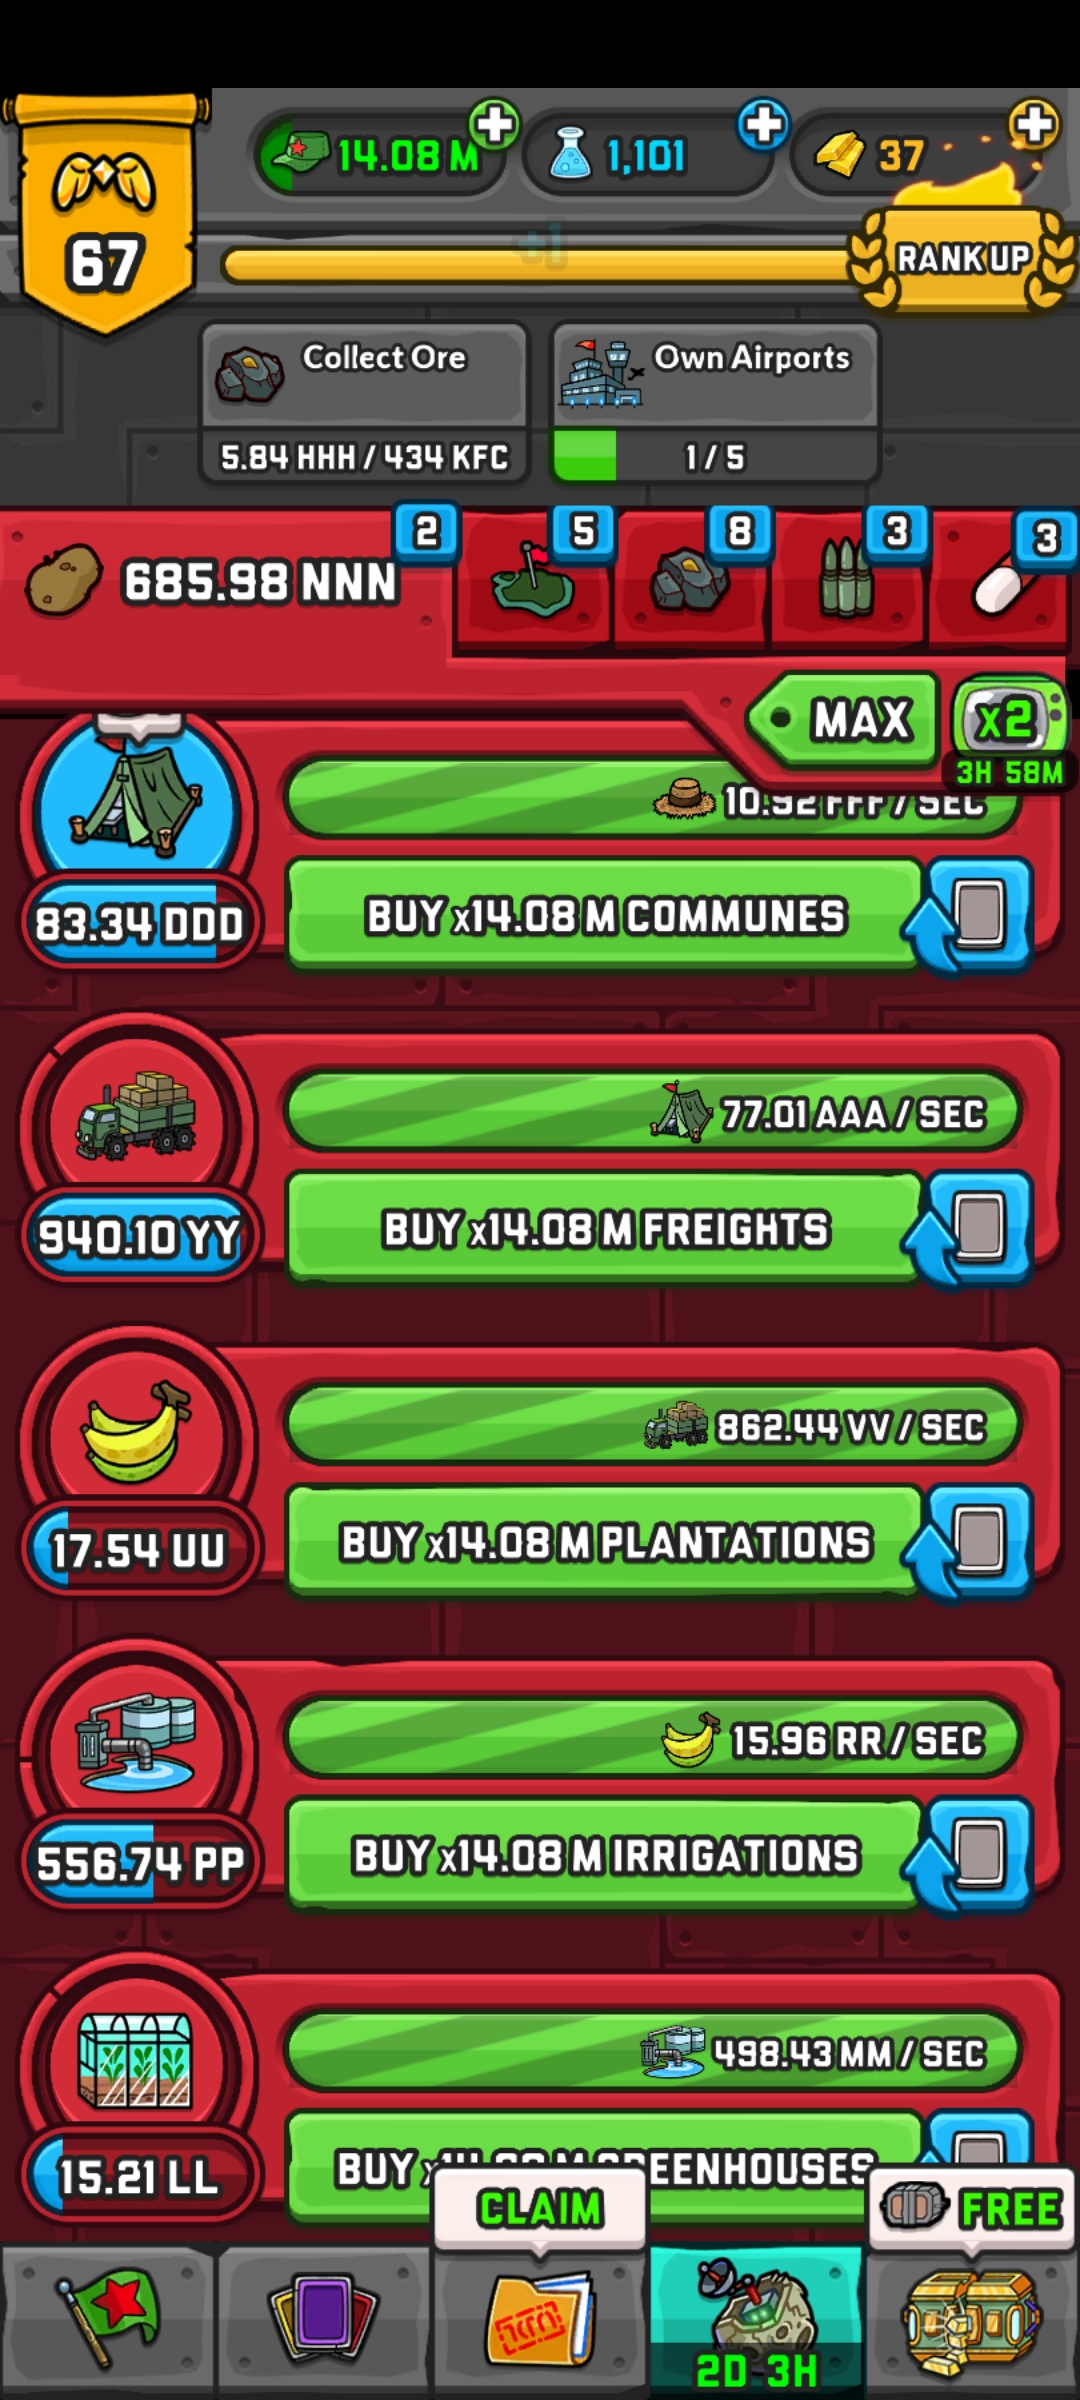 14.08 M
1,101
37
67
+1
RANK UP
Collect Ore
Own Airports
5.84 HHH / 434 KFC
1 / 5
685.98 NNN
2
5
8
3
3
MAX
x2
3H 58M
10.92 FFF / SEC
83.34 DDD
BUY x14.08 M COMMUNES
77.01 AAA / SEC
940.10 YY
BUY x14.08 M FREIGHTS
862.44 VV / SEC
17.54 UU
BUY x14.08 M PLANTATIONS
15.96 RR / SEC
556.74 PP
BUY x14.08 M IRRIGATIONS
498.43 MM / SEC
15.21 LL
BUY x14.08 M GREENHOUSES
CLAIM
FREE
2D 3H